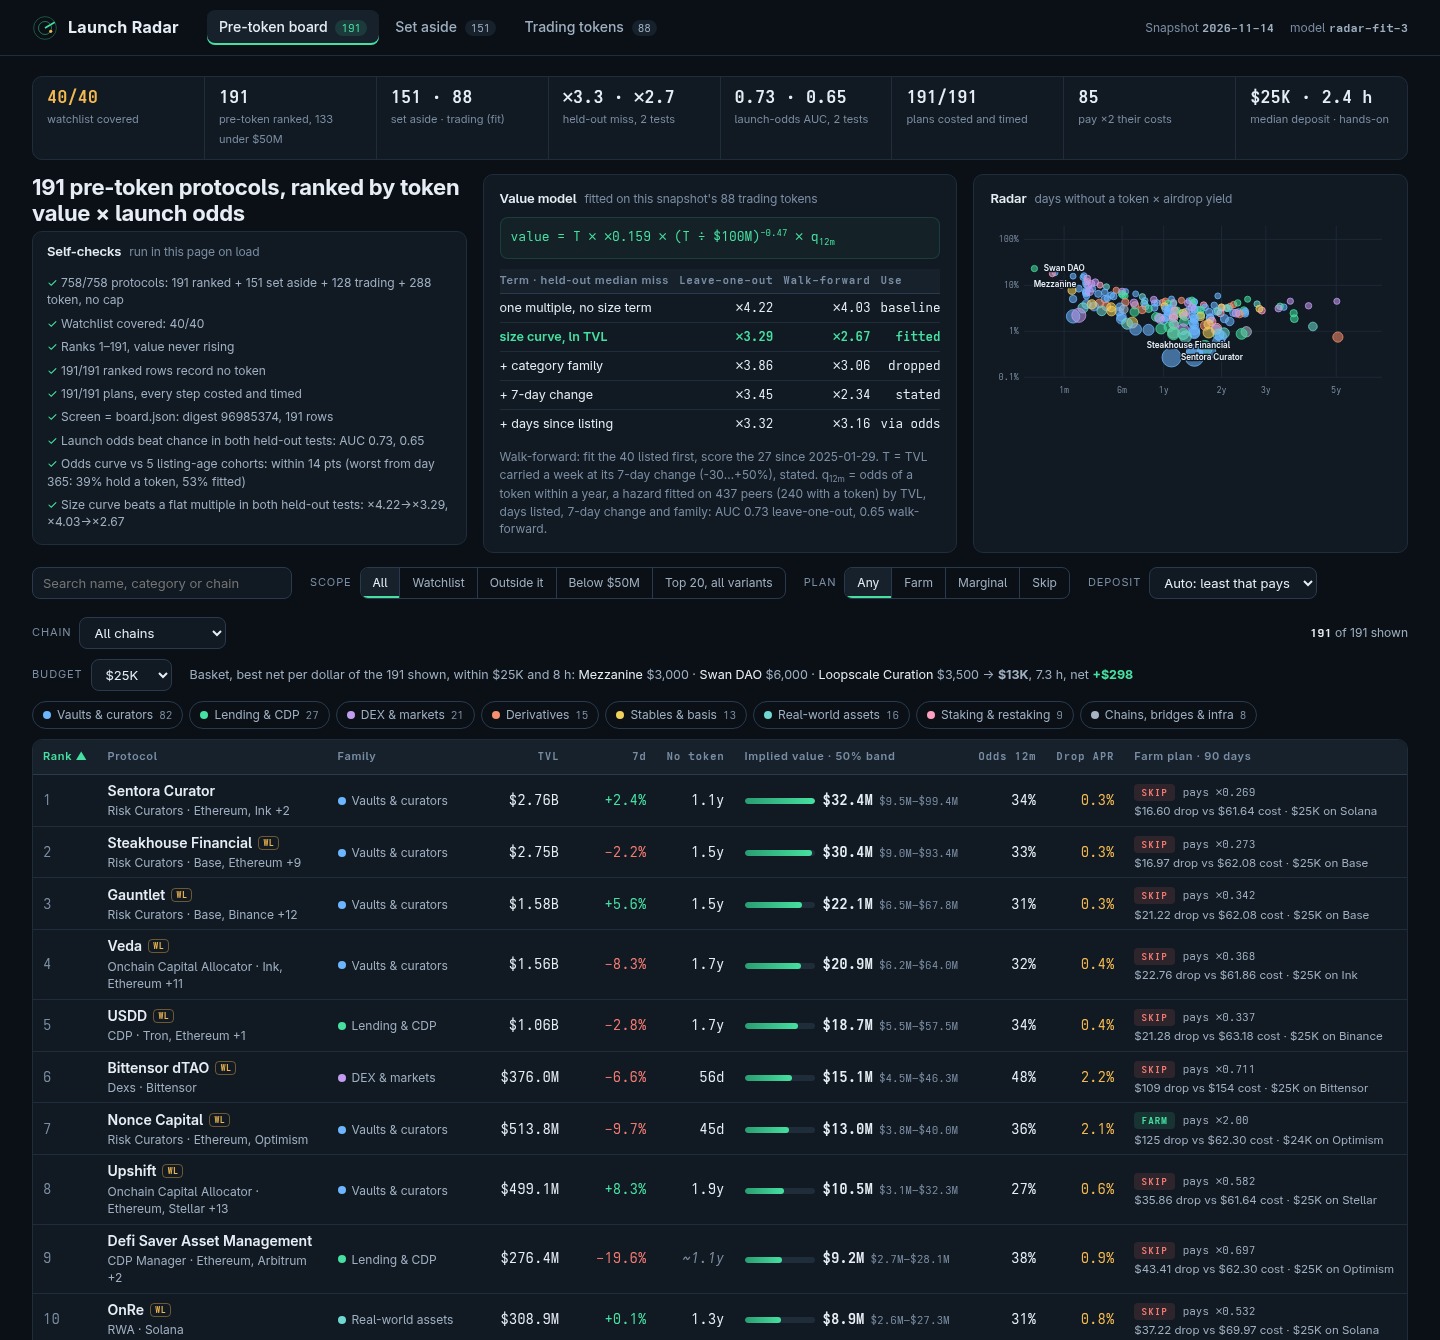 Launch Radar
Pre-token board 191
Set aside 151
Trading tokens 88
Snapshot 2026-11-14 model radar-fit-3
40/40
watchlist covered
191
pre-token ranked, 133
under $50M
151 · 88
set aside · trading (fit)
×3.3 · ×2.7
held-out miss, 2 tests
0.73 · 0.65
launch-odds AUC, 2 tests
191/191
plans costed and timed
85
pay ×2 their costs
$25K · 2.4 h
median deposit · hands-on
191 pre-token protocols, ranked by token
value × launch odds
Self-checks run in this page on load
✓ 758/758 protocols: 191 ranked + 151 set aside + 128 trading + 288
token, no cap
✓ Watchlist covered: 40/40
✓ Ranks 1–191, value never rising
✓ 191/191 ranked rows record no token
✓ 191/191 plans, every step costed and timed
✓ Screen = board.json: digest 96985374, 191 rows
✓ Launch odds beat chance in both held-out tests: AUC 0.73, 0.65
✓ Odds curve vs 5 listing-age cohorts: within 14 pts (worst from day
365: 39% hold a token, 53% fitted)
✓ Size curve beats a flat multiple in both held-out tests: ×4.22→×3.29,
×4.03→×2.67
Value model fitted on this snapshot's 88 trading tokens
value = T × ×0.159 × (T ÷ $100M)−0.47 × q12m
Term · held-out median miss Leave-one-out Walk-forward Use
one multiple, no size term ×4.22 ×4.03 baseline
size curve, ln TVL ×3.29 ×2.67 fitted
+ category family ×3.86 ×3.06 dropped
+ 7-day change ×3.45 ×2.34 stated
+ days since listing ×3.32 ×3.16 via odds
Walk-forward: fit the 40 listed first, score the 27 since 2025-01-29. T = TVL
carried a week at its 7-day change (-30…+50%), stated. q12m = odds of a
token within a year, a hazard fitted on 437 peers (240 with a token) by TVL,
days listed, 7-day change and family: AUC 0.73 leave-one-out, 0.65 walk-
forward.
Radar days without a token × airdrop yield
100%
10%
1%
0.1%
Swan DAO
Mezzanine
Steakhouse Financial
Sentora Curator
1m 6m 1y 2y 3y 5y
Search name, category or chain
SCOPE All Watchlist Outside it Below $50M Top 20, all variants
PLAN Any Farm Marginal Skip
DEPOSIT Auto: least that pays
CHAIN All chains
191 of 191 shown
BUDGET $25K Basket, best net per dollar of the 191 shown, within $25K and 8 h: Mezzanine $3,000 · Swan DAO $6,000 · Loopscale Curation $3,500 → $13K, 7.3 h, net +$298
Vaults & curators 82
Lending & CDP 27
DEX & markets 21
Derivatives 15
Stables & basis 13
Real-world assets 16
Staking & restaking 9
Chains, bridges & infra 8
Rank ▲ Protocol Family TVL 7d No token Implied value · 50% band Odds 12m Drop APR Farm plan · 90 days
1 Sentora Curator Vaults & curators $2.76B +2.4% 1.1y $32.4M $9.5M–$99.4M 34% 0.3% SKIP pays ×0.269
Risk Curators · Ethereum, Ink +2 $16.60 drop vs $61.64 cost · $25K on Solana
2 Steakhouse Financial WL Vaults & curators $2.75B −2.2% 1.5y $30.4M $9.0M–$93.4M 33% 0.3% SKIP pays ×0.273
Risk Curators · Base, Ethereum +9 $16.97 drop vs $62.08 cost · $25K on Base
3 Gauntlet WL Vaults & curators $1.58B +5.6% 1.5y $22.1M $6.5M–$67.8M 31% 0.3% SKIP pays ×0.342
Risk Curators · Base, Binance +12 $21.22 drop vs $62.08 cost · $25K on Base
4 Veda WL Vaults & curators $1.56B −8.3% 1.7y $20.9M $6.2M–$64.0M 32% 0.4% SKIP pays ×0.368
Onchain Capital Allocator · Ink,
Ethereum +11 $22.76 drop vs $61.86 cost · $25K on Ink
5 USDD WL Lending & CDP $1.06B −2.8% 1.7y $18.7M $5.5M–$57.5M 34% 0.4% SKIP pays ×0.337
CDP · Tron, Ethereum +1 $21.28 drop vs $63.18 cost · $25K on Binance
6 Bittensor dTAO WL DEX & markets $376.0M −6.6% 56d $15.1M $4.5M–$46.3M 48% 2.2% SKIP pays ×0.711
Dexs · Bittensor $109 drop vs $154 cost · $25K on Bittensor
7 Nonce Capital WL Vaults & curators $513.8M −9.7% 45d $13.0M $3.8M–$40.0M 36% 2.1% FARM pays ×2.00
Risk Curators · Ethereum, Optimism $125 drop vs $62.30 cost · $24K on Optimism
8 Upshift WL Vaults & curators $499.1M +8.3% 1.9y $10.5M $3.1M–$32.3M 27% 0.6% SKIP pays ×0.582
Onchain Capital Allocator ·
Ethereum, Stellar +13 $35.86 drop vs $61.64 cost · $25K on Stellar
9 Defi Saver Asset Management Lending & CDP $276.4M −19.6% ~1.1y $9.2M $2.7M–$28.1M 38% 0.9% SKIP pays ×0.697
CDP Manager · Ethereum, Arbitrum
+2 $43.41 drop vs $62.30 cost · $25K on Optimism
10 OnRe WL Real-world assets $308.9M +0.1% 1.3y $8.9M $2.6M–$27.3M 31% 0.8% SKIP pays ×0.532
RWA · Solana $37.22 drop vs $69.97 cost · $25K on Solana